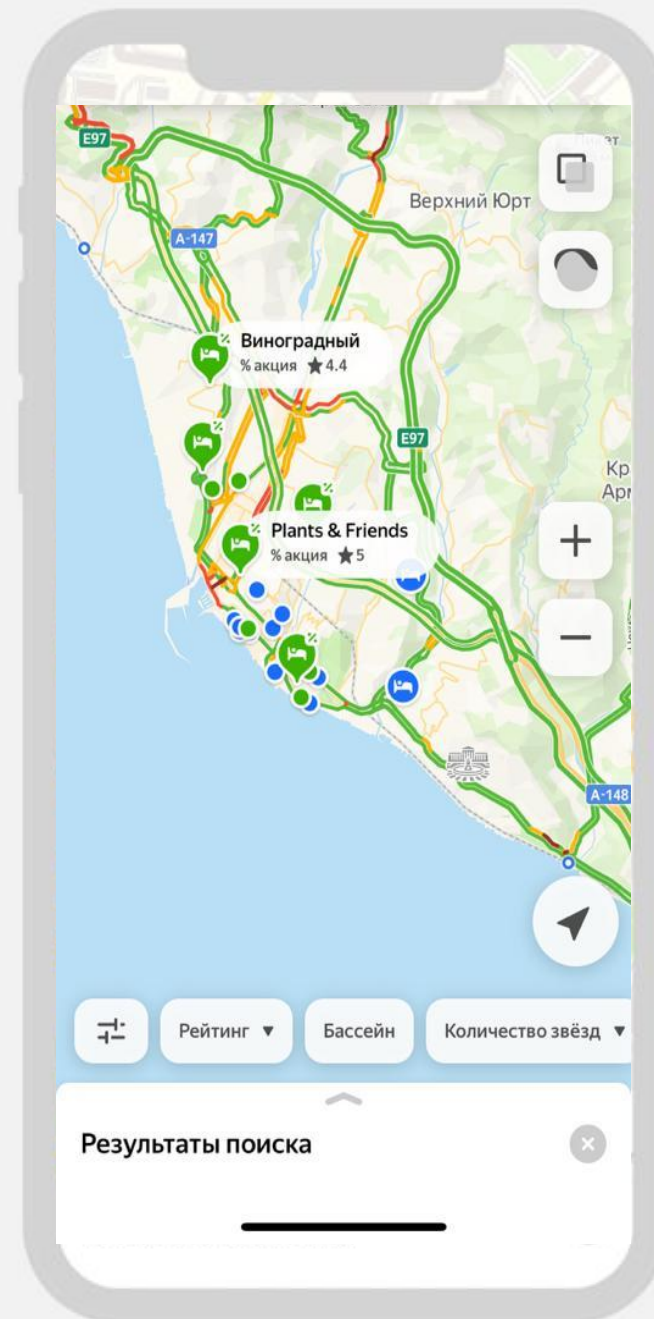 E97
A-147
Верхний Юрт
Виноградный
% акция ★4.4
E97
Кр
Арм
Plants & Friends
% акция ★5
A-148
Рейтинг ▼
Бассейн
Количество звёзд ▼
Результаты поиска